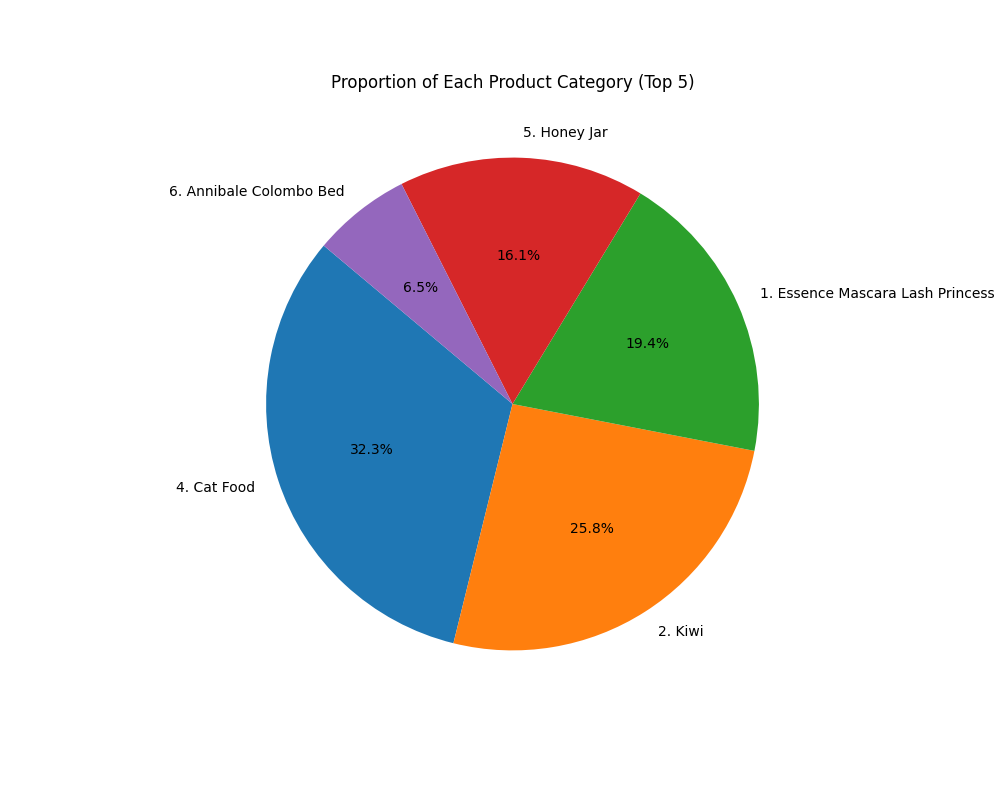 Proportion of Each Product Category (Top 5)
5. Honey Jar
6. Annibale Colombo Bed
16.1%
6.5%
1. Essence Mascara Lash Princess
19.4%
32.3%
4. Cat Food
25.8%
2. Kiwi